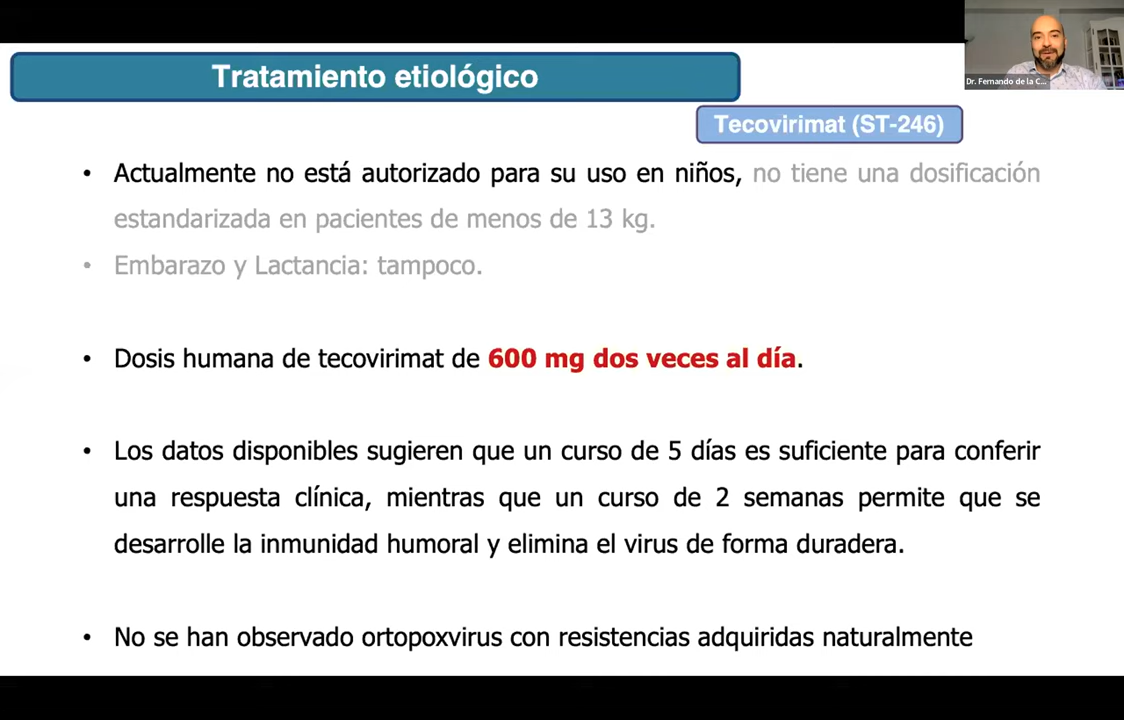 Tratamiento etiológico
Dr. Fernando de la C...
Tecovirimat (ST-246)
• Actualmente no está autorizado para su uso en niños, no tiene una dosificación
estandarizada en pacientes de menos de 13 kg.
• Embarazo y Lactancia: tampoco.
• Dosis humana de tecovirimat de 600 mg dos veces al día.
• Los datos disponibles sugieren que un curso de 5 días es suficiente para conferir
una respuesta clínica, mientras que un curso de 2 semanas permite que se
desarrolle la inmunidad humoral y elimina el virus de forma duradera.
• No se han observado ortopoxvirus con resistencias adquiridas naturalmente